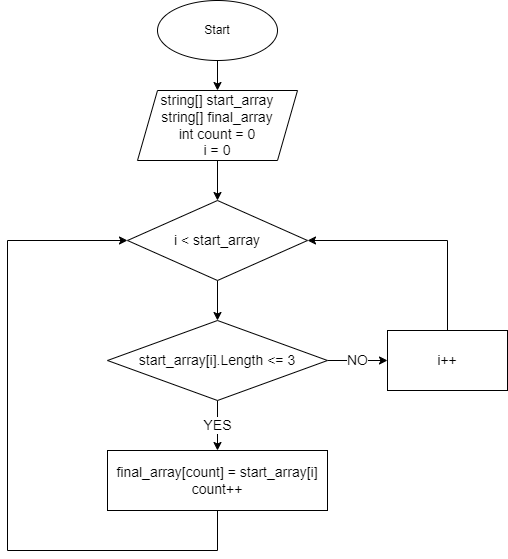 Start
string[] start_array
string[] final_array
int count = 0
i = 0
i < start_array
start_array[i].Length <= 3
NO
i++
YES
final_array[count] = start_array[i]
count++